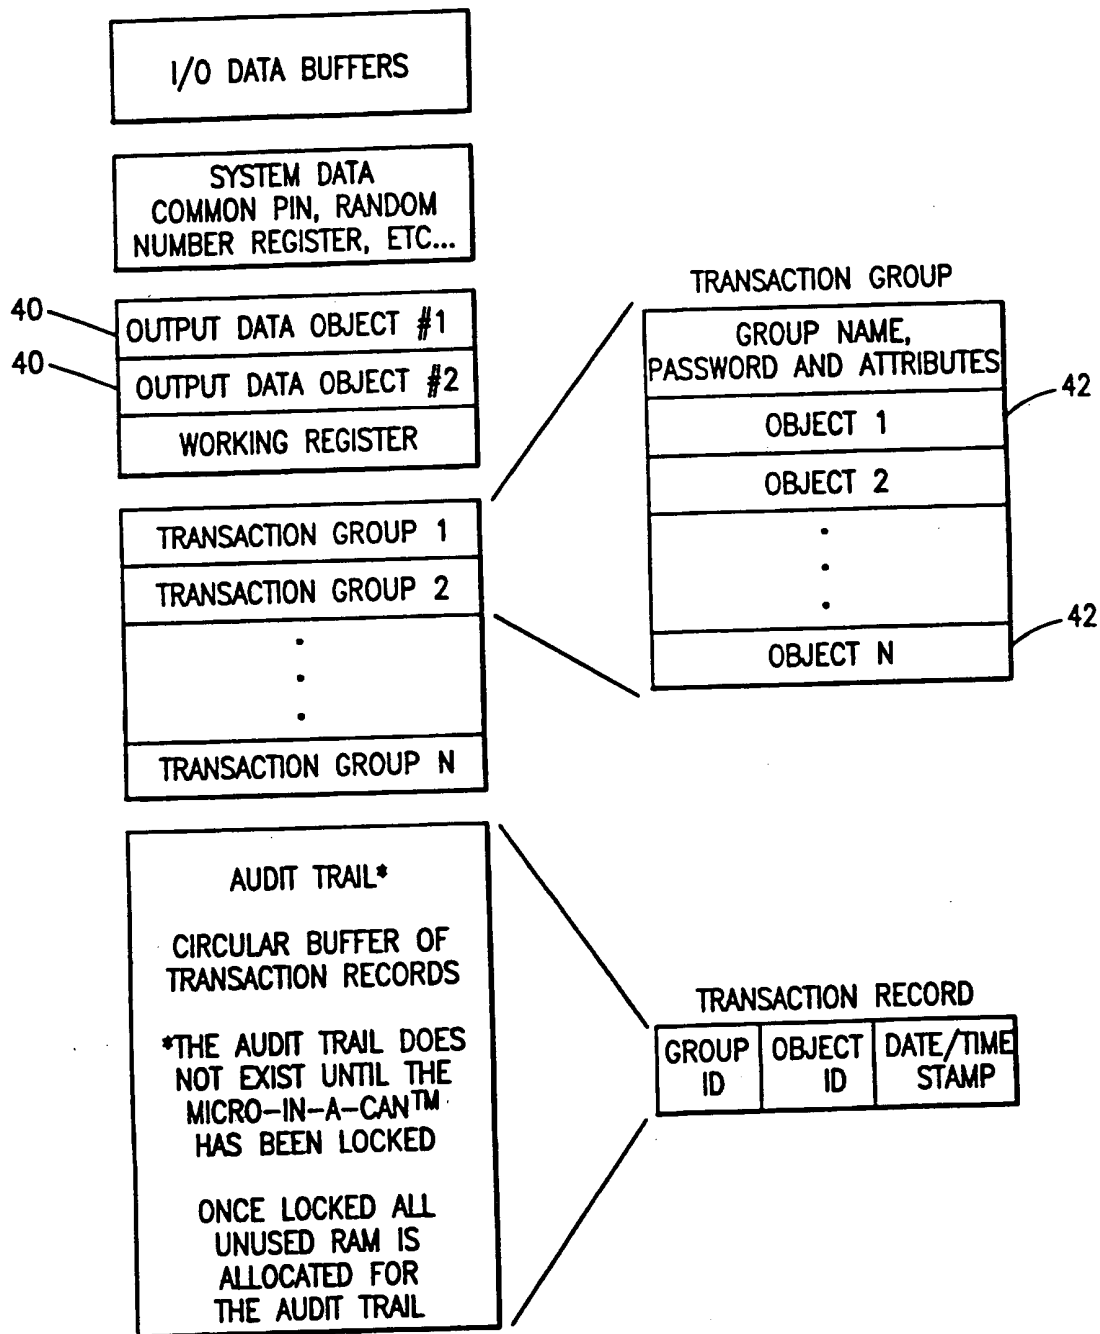 I/O DATA BUFFERS
SYSTEM DATA
COMMON PIN, RANDOM
NUMBER REGISTER, ETC...
40
OUTPUT DATA OBJECT #1
40
OUTPUT DATA OBJECT #2
WORKING REGISTER
TRANSACTION GROUP 1
TRANSACTION GROUP 2
TRANSACTION GROUP N
TRANSACTION GROUP
GROUP NAME,
PASSWORD AND ATTRIBUTES
42
OBJECT 1
OBJECT 2
42
OBJECT N
AUDIT TRAIL*
CIRCULAR BUFFER OF
TRANSACTION RECORDS
*THE AUDIT TRAIL DOES
NOT EXIST UNTIL THE
MICRO-IN-A-CAN™
HAS BEEN LOCKED
ONCE LOCKED ALL
UNUSED RAM IS
ALLOCATED FOR
THE AUDIT TRAIL
TRANSACTION RECORD
GROUP ID
OBJECT ID
DATE/TIME STAMP